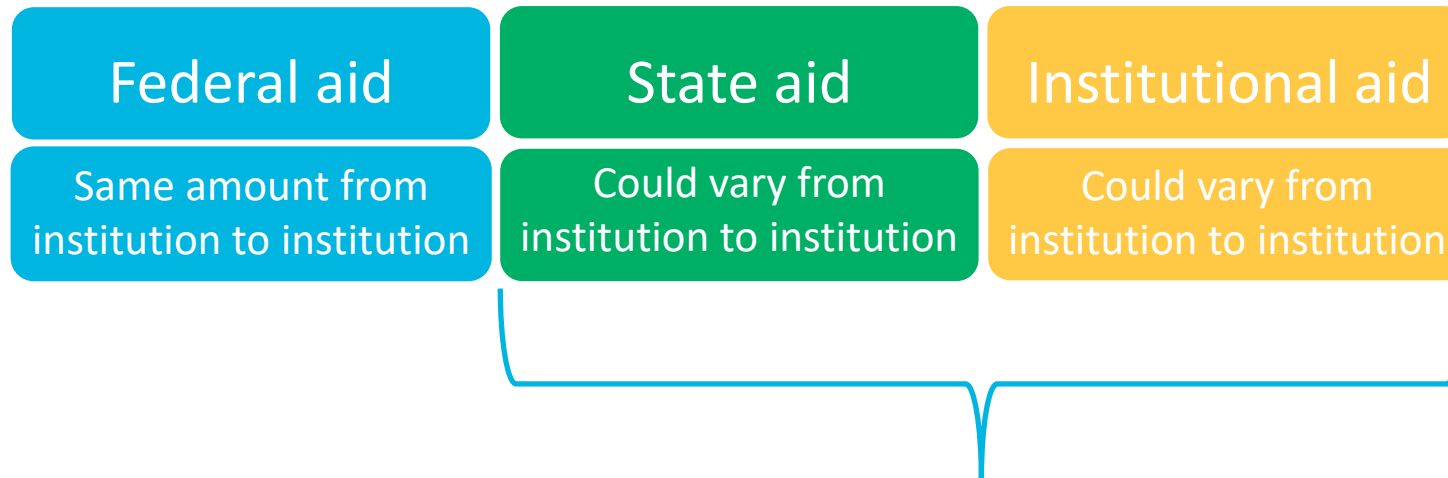 Federal aid
State aid
Institutional aid
Same amount from
institution to institution
Could vary from
institution to institution
Could vary from
institution to institution